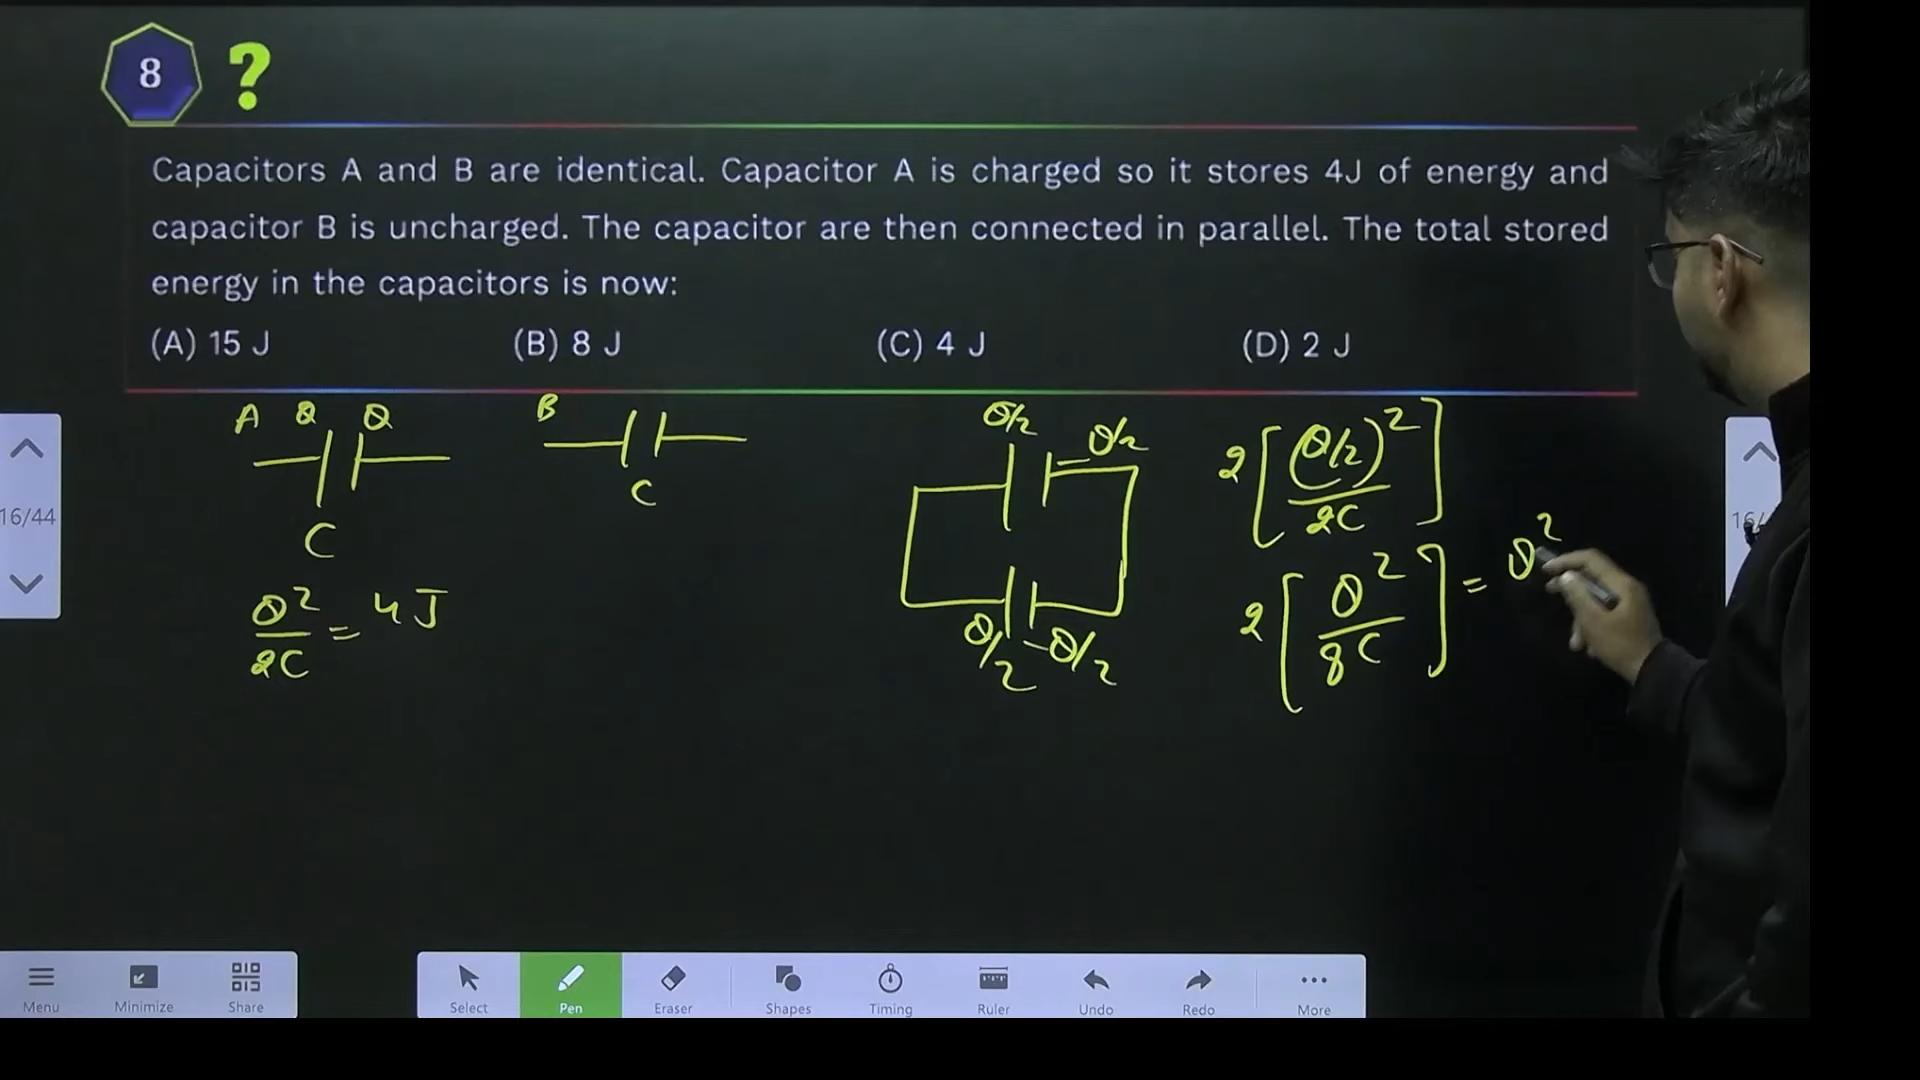 8 ?
Capacitors A and B are identical. Capacitor A is charged so it stores 4J of energy and
capacitor B is uncharged. The capacitor are then connected in parallel. The total stored
energy in the capacitors is now:
(A) 15 J (B) 8 J (C) 4 J (D) 2 J
A Q Q
C
Q²/2C = 4 J
B
C
Q/2 -Q/2
Q/2 -Q/2
2[(Q/2)²/2C]
2[Q²/8C] = Q²
16/44
16/
Menu Minimize Share Select Pen Eraser Shapes Timing Ruler Undo Redo More